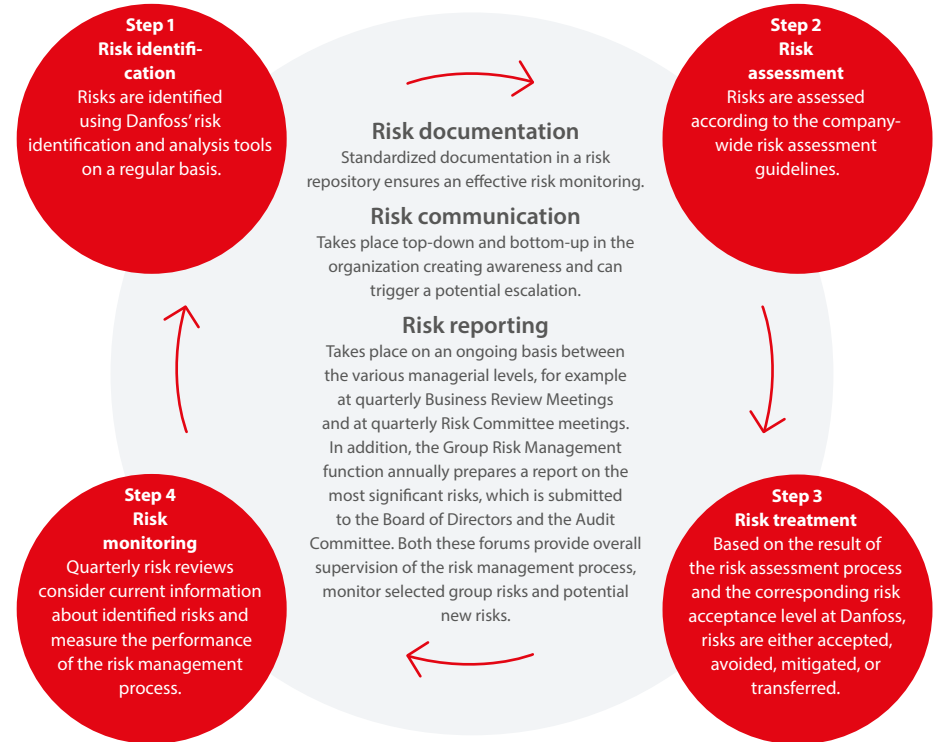 Step 1
Risk identifi-
cation
Risks are identified
using Danfoss’ risk
identification and analysis tools
on a regular basis.
Step 2
Risk
assessment
Risks are assessed
according to the company-
wide risk assessment
guidelines.
Risk documentation
Standardized documentation in a risk
repository ensures an effective risk monitoring.
Risk communication
Takes place top-down and bottom-up in the
organization creating awareness and can
trigger a potential escalation.
Risk reporting
Takes place on an ongoing basis between
the various managerial levels, for example
at quarterly Business Review Meetings
and at quarterly Risk Committee meetings.
In addition, the Group Risk Management
function annually prepares a report on the
most significant risks, which is submitted
to the Board of Directors and the Audit
Committee. Both these forums provide overall
supervision of the risk management process,
monitor selected group risks and potential
new risks.
Step 4
Risk
monitoring
Quarterly risk reviews
consider current information
about identified risks and
measure the performance
of the risk management
process.
Step 3
Risk treatment
Based on the result of
the risk assessment process
and the corresponding risk
acceptance level at Danfoss,
risks are either accepted,
avoided, mitigated, or
transferred.